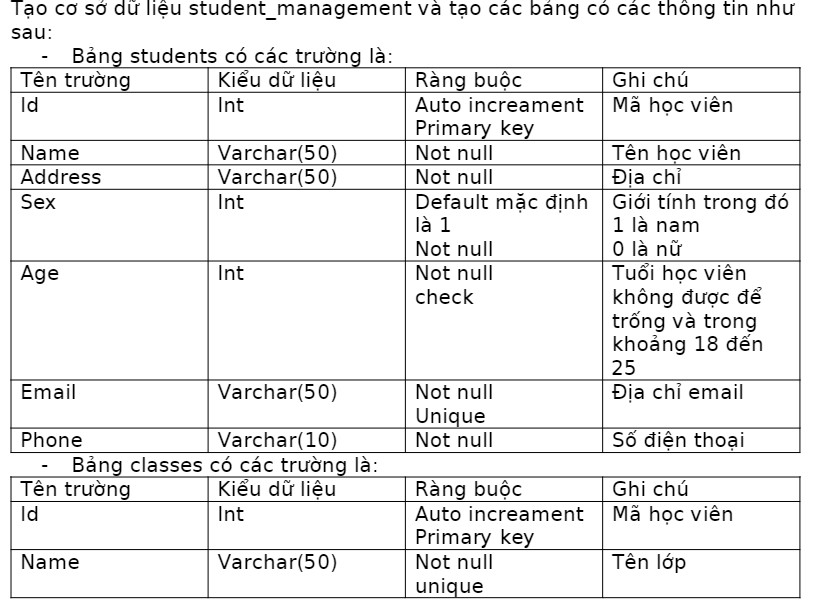 Tạo cơ sở dữ liệu student_management và tạo các bảng có các thông tin như
sau:
- Bảng students có các trường là:
Tên trường Kiểu dữ liệu Ràng buộc Ghi chú
Id Int Auto increament Mã học viên
Primary key
Name Varchar(50) Not null Tên học viên
Address Varchar(50) Not null Địa chỉ
Sex Int Default mặc định Giới tính trong đó
là 1 1 là nam
Not null 0 là nữ
Age Int Not null Tuổi học viên
check không được để
trống và trong
khoảng 18 đến
25
Email Varchar(50) Not null Địa chỉ email
Unique
Phone Varchar(10) Not null Số điện thoại
- Bảng classes có các trường là:
Tên trường Kiểu dữ liệu Ràng buộc Ghi chú
Id Int Auto increament Mã học viên
Primary key
Name Varchar(50) Not null Tên lớp
unique